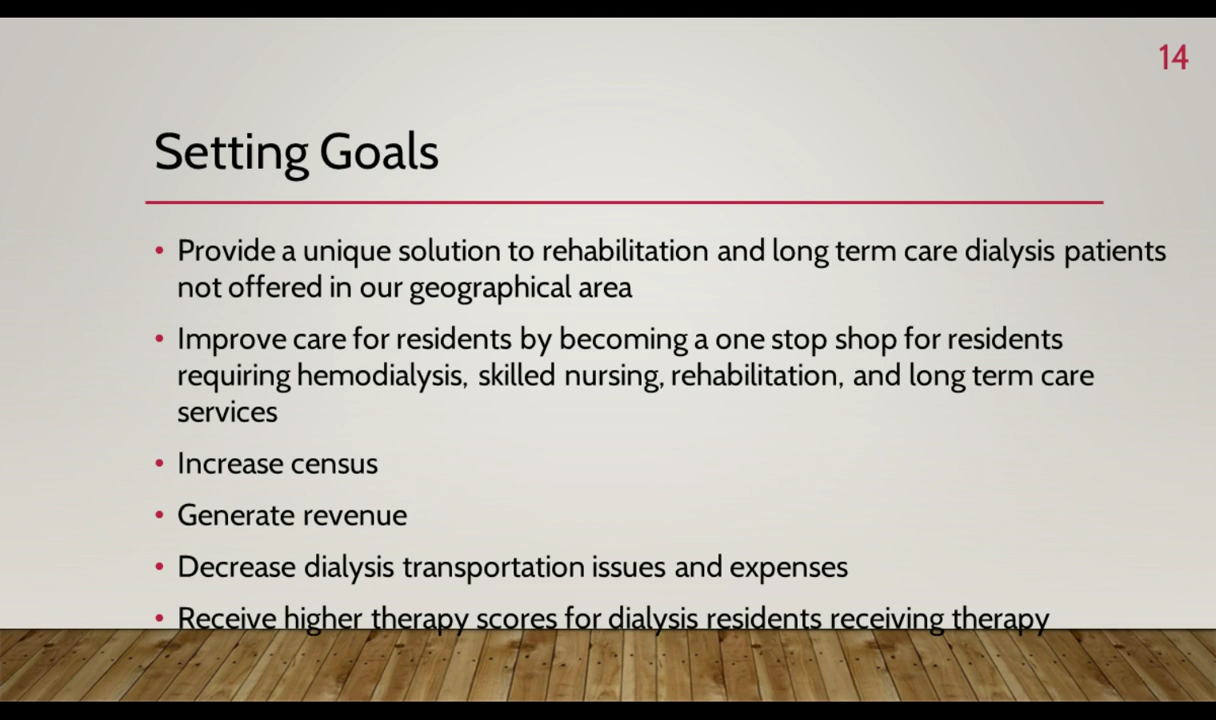 14
Setting Goals
• Provide a unique solution to rehabilitation and long term care dialysis patients
not offered in our geographical area
• Improve care for residents by becoming a one stop shop for residents
requiring hemodialysis, skilled nursing, rehabilitation, and long term care
services
• Increase census
• Generate revenue
• Decrease dialysis transportation issues and expenses
• Receive higher therapy scores for dialysis residents receiving therapy